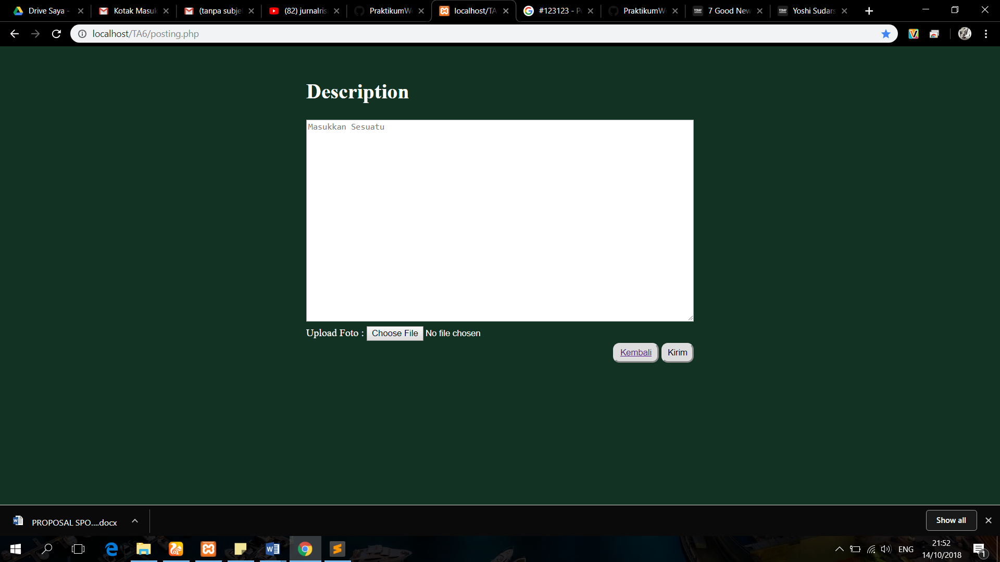 Drive Saya -
Kotak Masuk
(tanpa subje
(82) jurnalris
PraktikumW
localhost/TA
#123123 - P
PraktikumW
7 Good New
Yoshi Sudars
localhost/TA6/posting.php
Description
Masukkan Sesuatu
Upload Foto : Choose File No file chosen
Kembali Kirim
PROPOSAL SPO....docx
Show all
ENG
21:52
14/10/2018
1